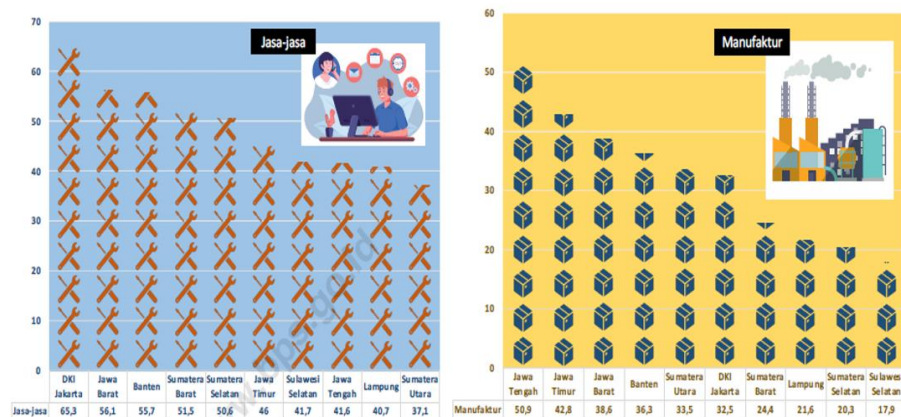 Jasa-jasa
70
60
50
40
30
20
10
0
DKI Jakarta Jawa Barat Banten Sumatera Barat Sumatera Selatan Jawa Timur Sulawesi Selatan Jawa Tengah Lampung Sumatera Utara
Jasa-jasa 65,3 56,1 55,7 51,5 50,6 46 41,7 41,6 40,7 37,1
Manufaktur
60
50
40
30
20
10
0
Jawa Tengah Jawa Timur Jawa Barat Banten Sumatera Utara DKI Jakarta Sumatera Barat Lampung Sumatera Selatan Sulawesi Selatan
Manufaktur 50,9 42,8 38,6 36,3 33,5 32,5 24,4 21,6 20,3 17,9